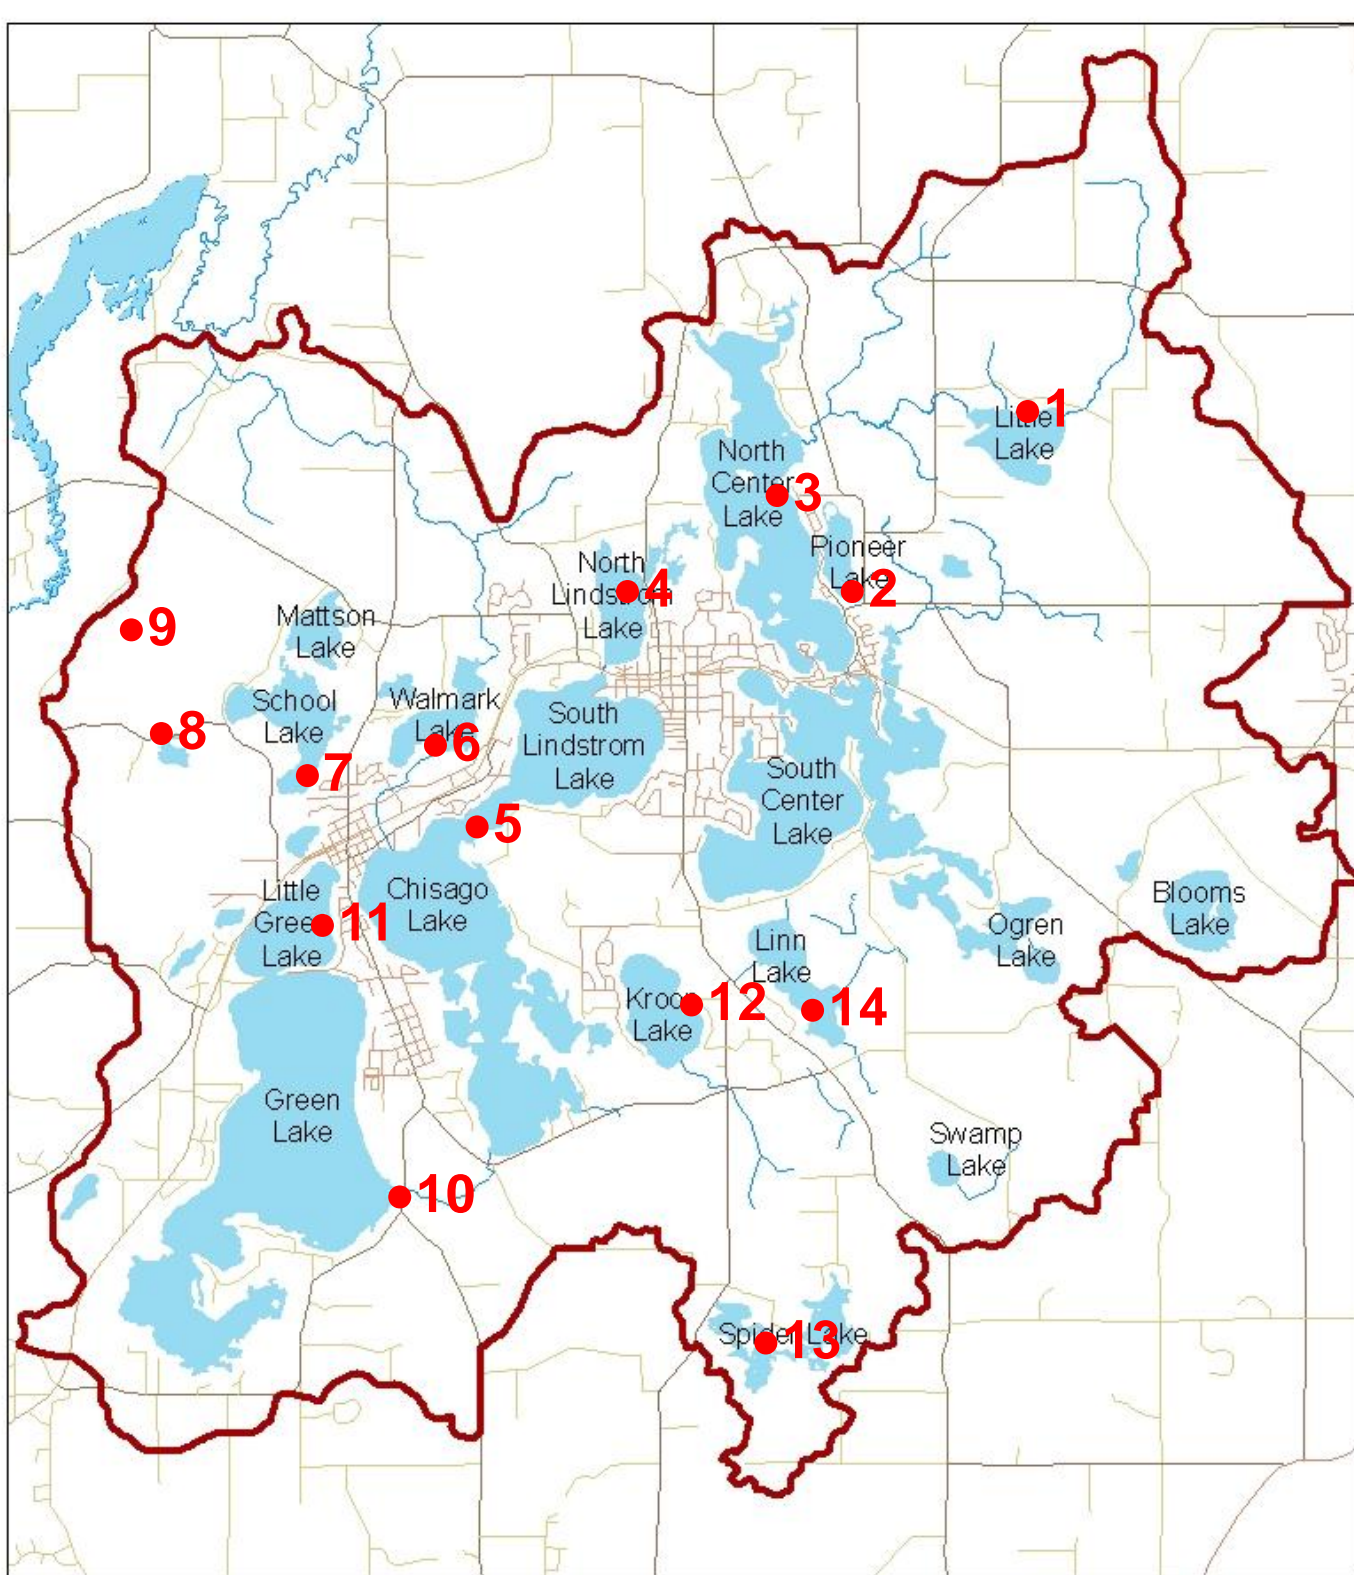 1
Little
Lake
North
Center
Lake
3
Pioneer
Lake
2
North
Lindstrom
Lake
4
9
Mattson
Lake
School
Lake
8
7
Walmark
Lake
6
South
Lindstrom
Lake
5
South
Center
Lake
Little
Green
Lake
11
Chisago
Lake
Blooms
Lake
Ogren
Lake
Linn
Lake
14
Kroon
Lake
12
Green
Lake
10
Swamp
Lake
Spider Lake
13